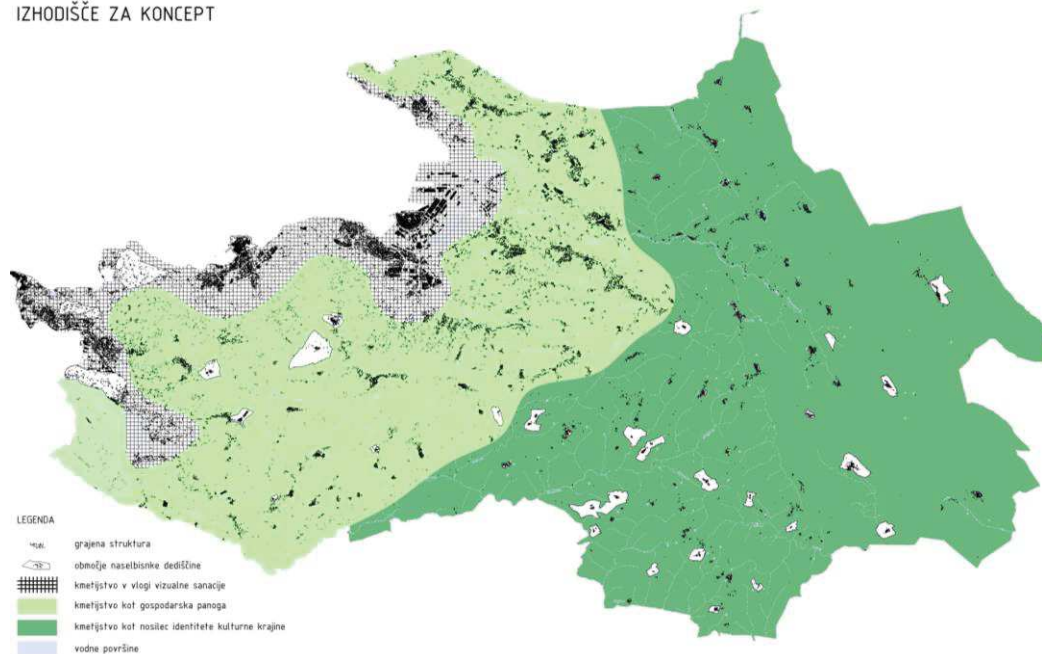 IZHODIŠČE ZA KONCEPT
LEGENDA
grajena struktura
območje naselbisnke dediščine
kmetijstvo v vlogi vizualne sanacije
kmetijstvo kot gospodarska panoga
kmetijstvo kot nosilec identitete kulturne krajine
vodne površine